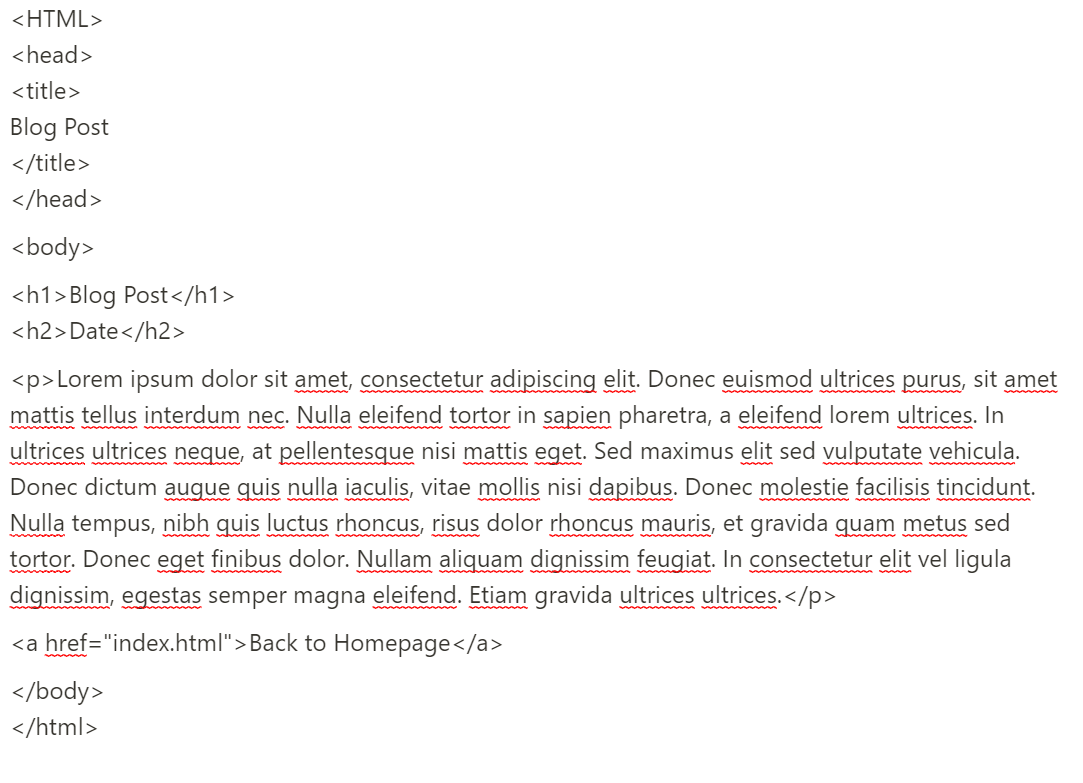 <HTML>
<head>
<title>
Blog Post
</title>
</head>
<body>
<h1>Blog Post</h1>
<h2>Date</h2>
<p>Lorem ipsum dolor sit amet, consectetur adipiscing elit. Donec euismod ultrices purus, sit amet
mattis tellus interdum nec. Nulla eleifend tortor in sapien pharetra, a eleifend lorem ultrices. In
ultrices ultrices neque, at pellentesque nisi mattis eget. Sed maximus elit sed vulputate vehicula.
Donec dictum augue quis nulla iaculis, vitae mollis nisi dapibus. Donec molestie facilisis tincidunt.
Nulla tempus, nibh quis luctus rhoncus, risus dolor rhoncus mauris, et gravida quam metus sed
tortor. Donec eget finibus dolor. Nullam aliquam dignissim feugiat. In consectetur elit vel ligula
dignissim, egestas semper magna eleifend. Etiam gravida ultrices ultrices.</p>
<a href="index.html">Back to Homepage</a>
</body>
</html>